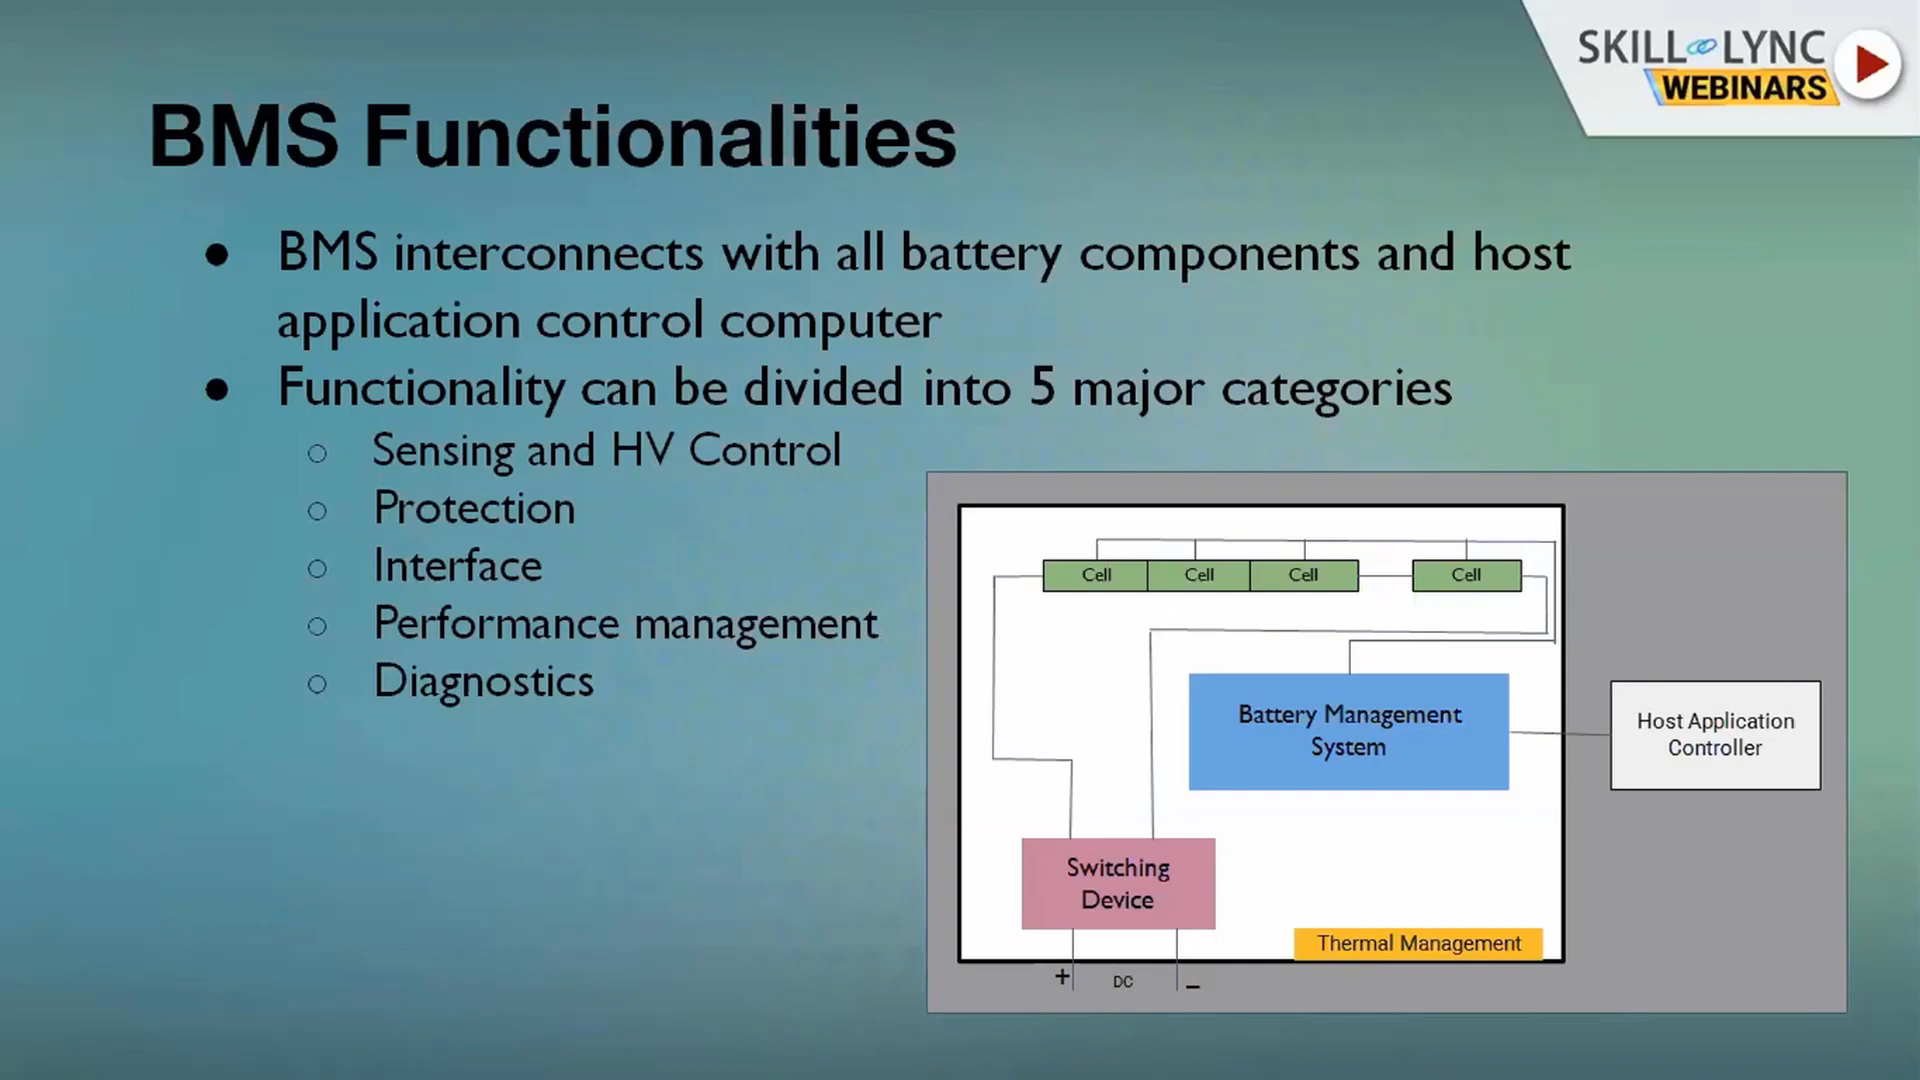 SKILL LYNC
WEBINARS
BMS Functionalities
BMS interconnects with all battery components and host
application control computer
Functionality can be divided into 5 major categories
Sensing and HV Control
Protection
Interface
Performance management
Diagnostics
Cell
Cell
Cell
Cell
Battery Management
System
Host Application
Controller
Switching
Device
Thermal Management
+ DC –